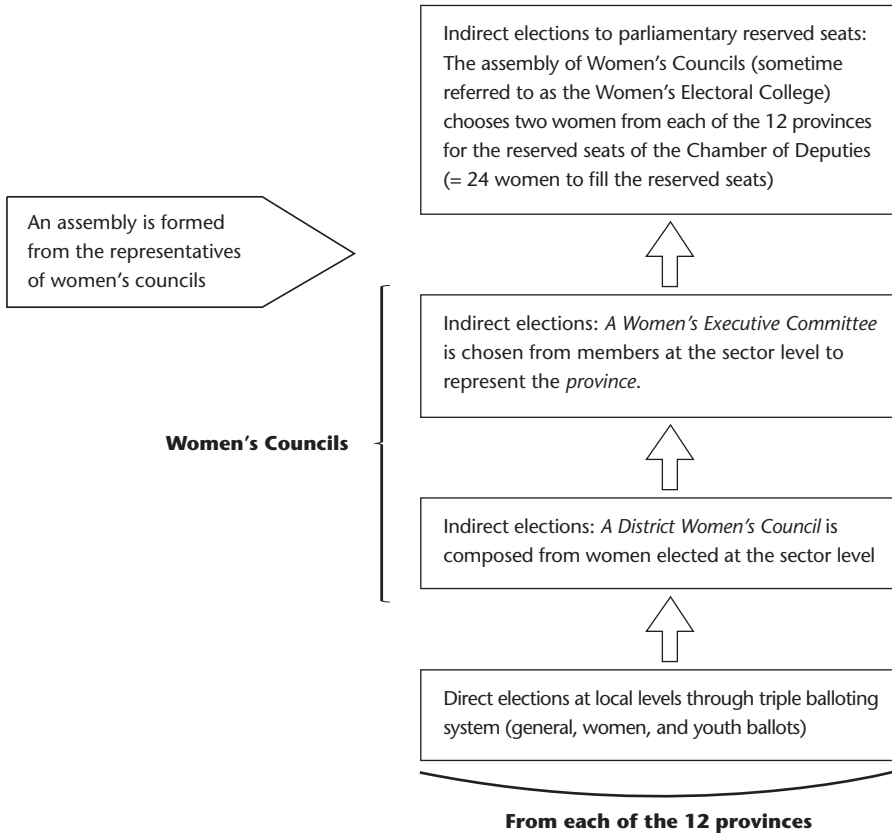 Indirect elections to parliamentary reserved seats:
The assembly of Women’s Councils (sometime
referred to as the Women’s Electoral College)
chooses two women from each of the 12 provinces
for the reserved seats of the Chamber of Deputies
(= 24 women to fill the reserved seats)
An assembly is formed
from the representatives
of women’s councils
Indirect elections: A Women’s Executive Committee
is chosen from members at the sector level to
represent the province.
Women’s Councils
Indirect elections: A District Women’s Council is
composed from women elected at the sector level
Direct elections at local levels through triple balloting
system (general, women, and youth ballots)
From each of the 12 provinces